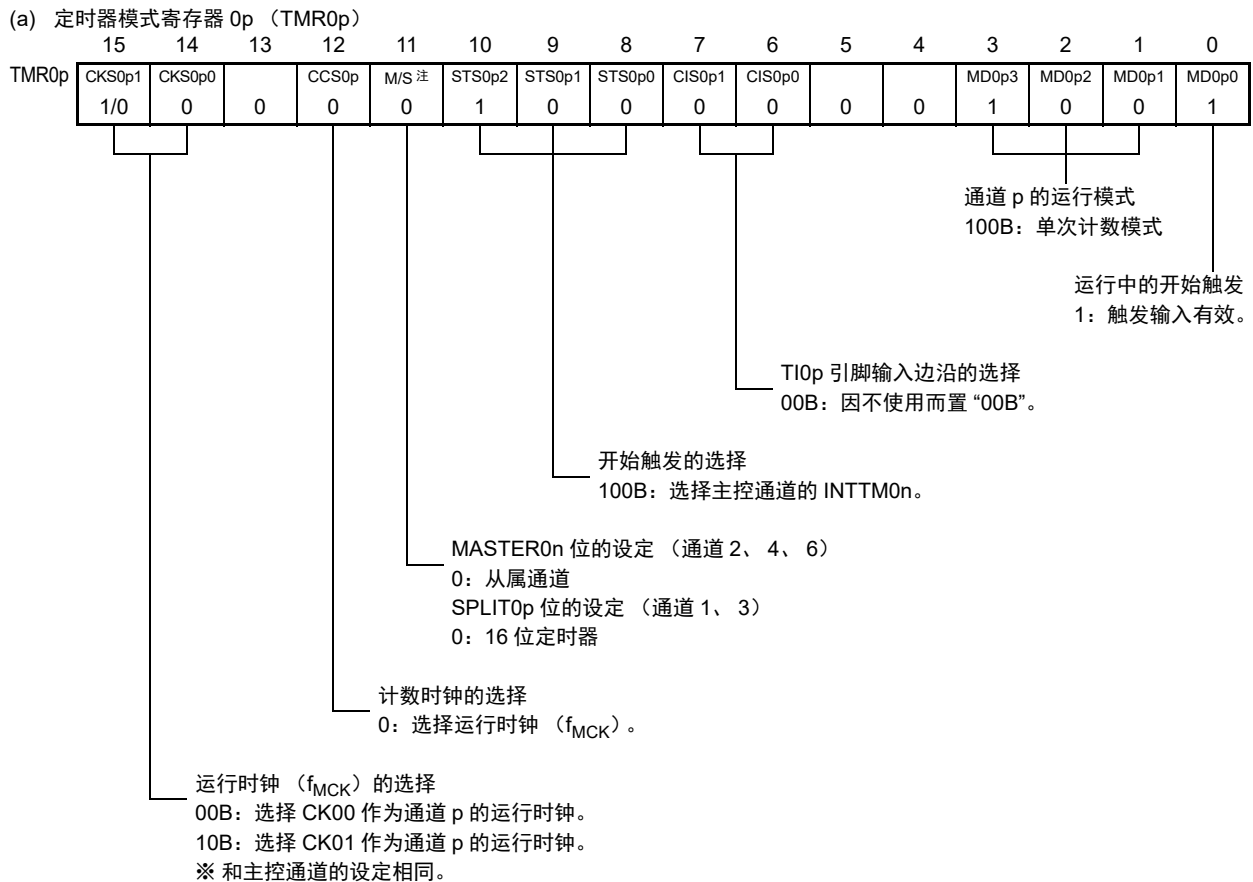 (a) 定时器模式寄存器 0p （TMR0p）
15 14 13 12 11 10 9 8 7 6 5 4 3 2 1 0
TMR0p CKS0p1 CKS0p0 CCS0p M/S 注 STS0p2 STS0p1 STS0p0 CIS0p1 CIS0p0 MD0p3 MD0p2 MD0p1 MD0p0
1/0 0 0 0 0 1 0 0 0 0 0 0 1 0 0 1
通道 p 的运行模式
100B：单次计数模式
运行中的开始触发
1：触发输入有效。
TI0p 引脚输入边沿的选择
00B：因不使用而置 “00B”。
开始触发的选择
100B：选择主控通道的 INTTM0n。
MASTER0n 位的设定 （通道 2、 4、 6）
0：从属通道
SPLIT0p 位的设定 （通道 1、 3）
0：16 位定时器
计数时钟的选择
0：选择运行时钟 （fMCK）。
运行时钟 （fMCK）的选择
00B：选择 CK00 作为通道 p 的运行时钟。
10B：选择 CK01 作为通道 p 的运行时钟。
※ 和主控通道的设定相同。